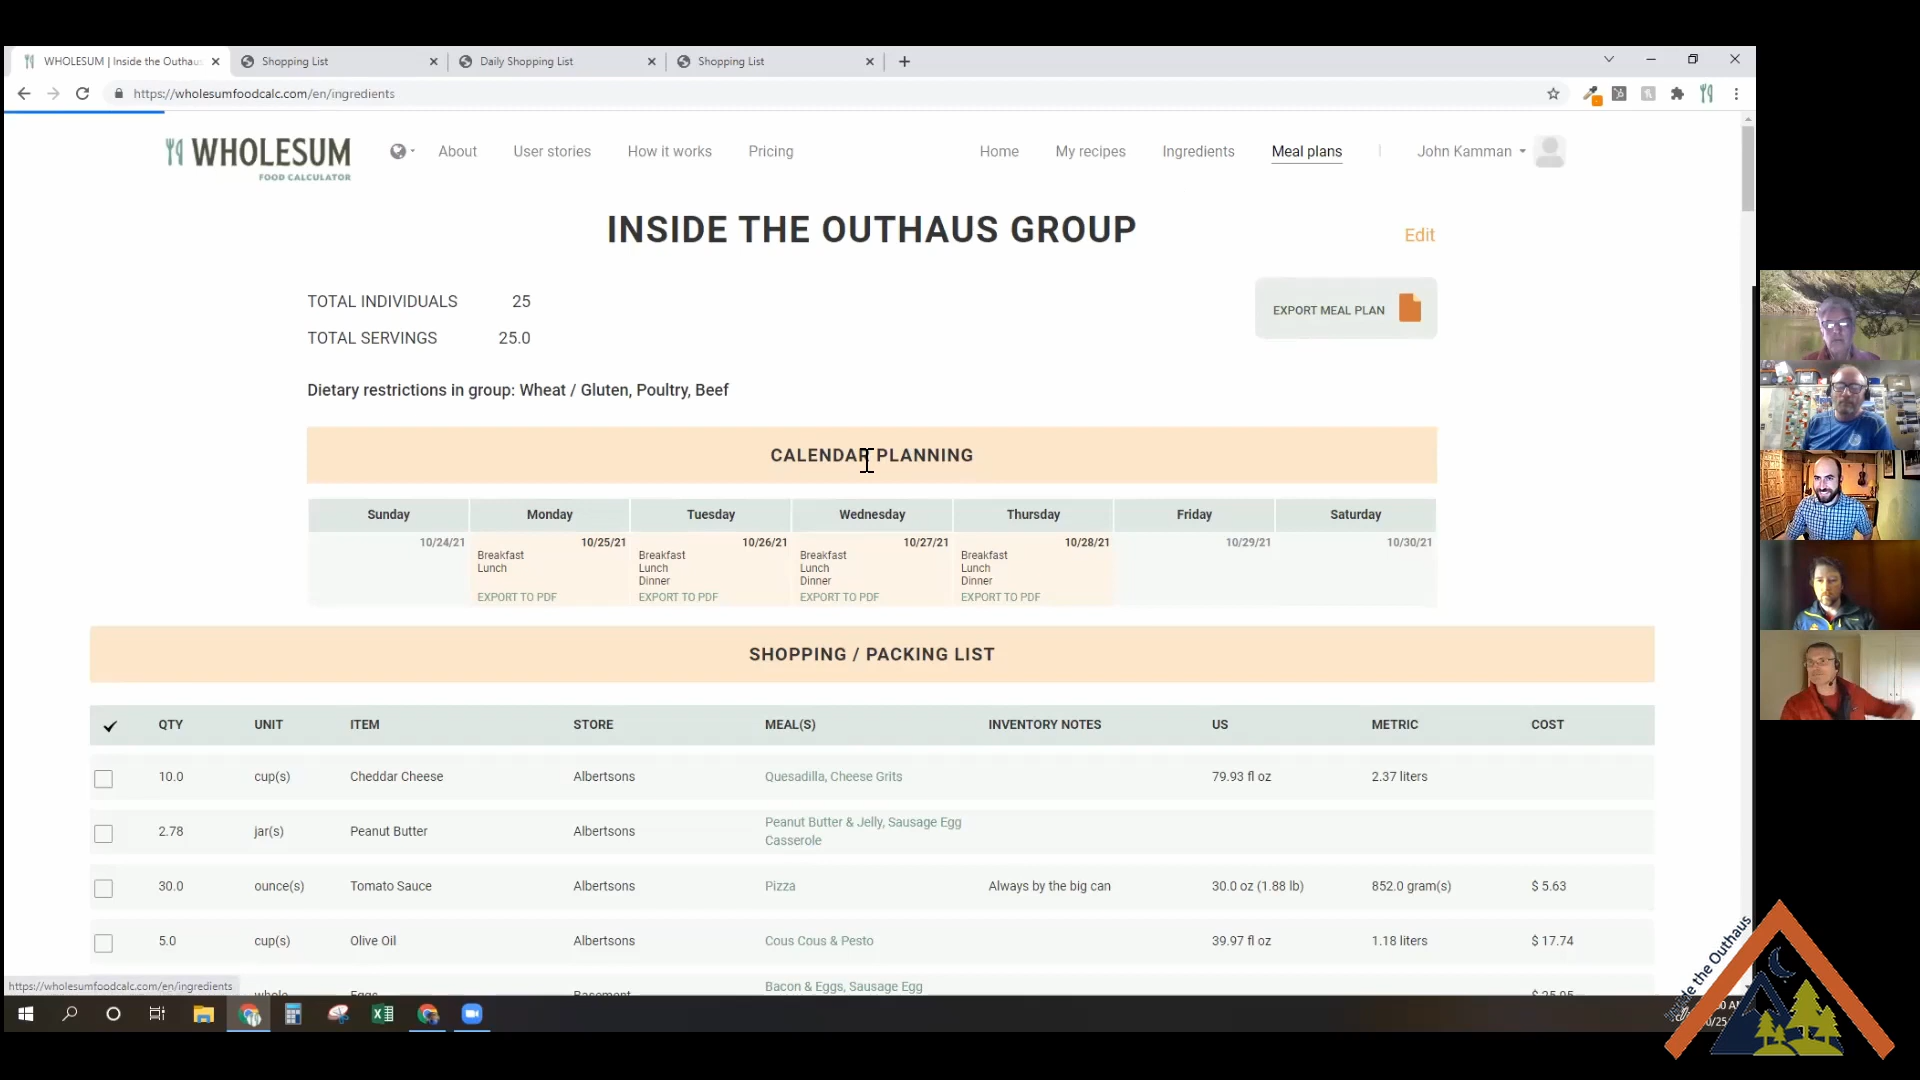 WHOLESUM | Inside the Outhaus
Shopping List
Daily Shopping List
Shopping List
https://wholesumfoodcalc.com/en/ingredients
WHOLESUM
FOOD CALCULATOR
About
User stories
How it works
Pricing
Home
My recipes
Ingredients
Meal plans
John Kamman
INSIDE THE OUTHAUS GROUP
Edit
TOTAL INDIVIDUALS 25
EXPORT MEAL PLAN
TOTAL SERVINGS 25.0
Dietary restrictions in group: Wheat / Gluten, Poultry, Beef
CALENDAR PLANNING
Sunday Monday Tuesday Wednesday Thursday Friday Saturday
10/24/21 10/25/21 10/26/21 10/27/21 10/28/21 10/29/21 10/30/21
Breakfast Breakfast Breakfast Breakfast
Lunch Lunch Lunch Lunch
Dinner Dinner Dinner
EXPORT TO PDF EXPORT TO PDF EXPORT TO PDF EXPORT TO PDF
SHOPPING / PACKING LIST
QTY UNIT ITEM STORE MEAL(S) INVENTORY NOTES US METRIC COST
10.0 cup(s) Cheddar Cheese Albertsons Quesadilla, Cheese Grits 79.93 fl oz 2.37 liters
2.78 jar(s) Peanut Butter Albertsons Peanut Butter & Jelly, Sausage Egg
Casserole
30.0 ounce(s) Tomato Sauce Albertsons Pizza Always by the big can 30.0 oz (1.88 lb) 852.0 gram(s) $ 5.63
5.0 cup(s) Olive Oil Albertsons Cous Cous & Pesto 39.97 fl oz 1.18 liters $ 17.74
Bacon & Eggs, Sausage Egg
whole Eggs Basement $ 25.05
https://wholesumfoodcalc.com/en/ingredients
Inside the Outhaus